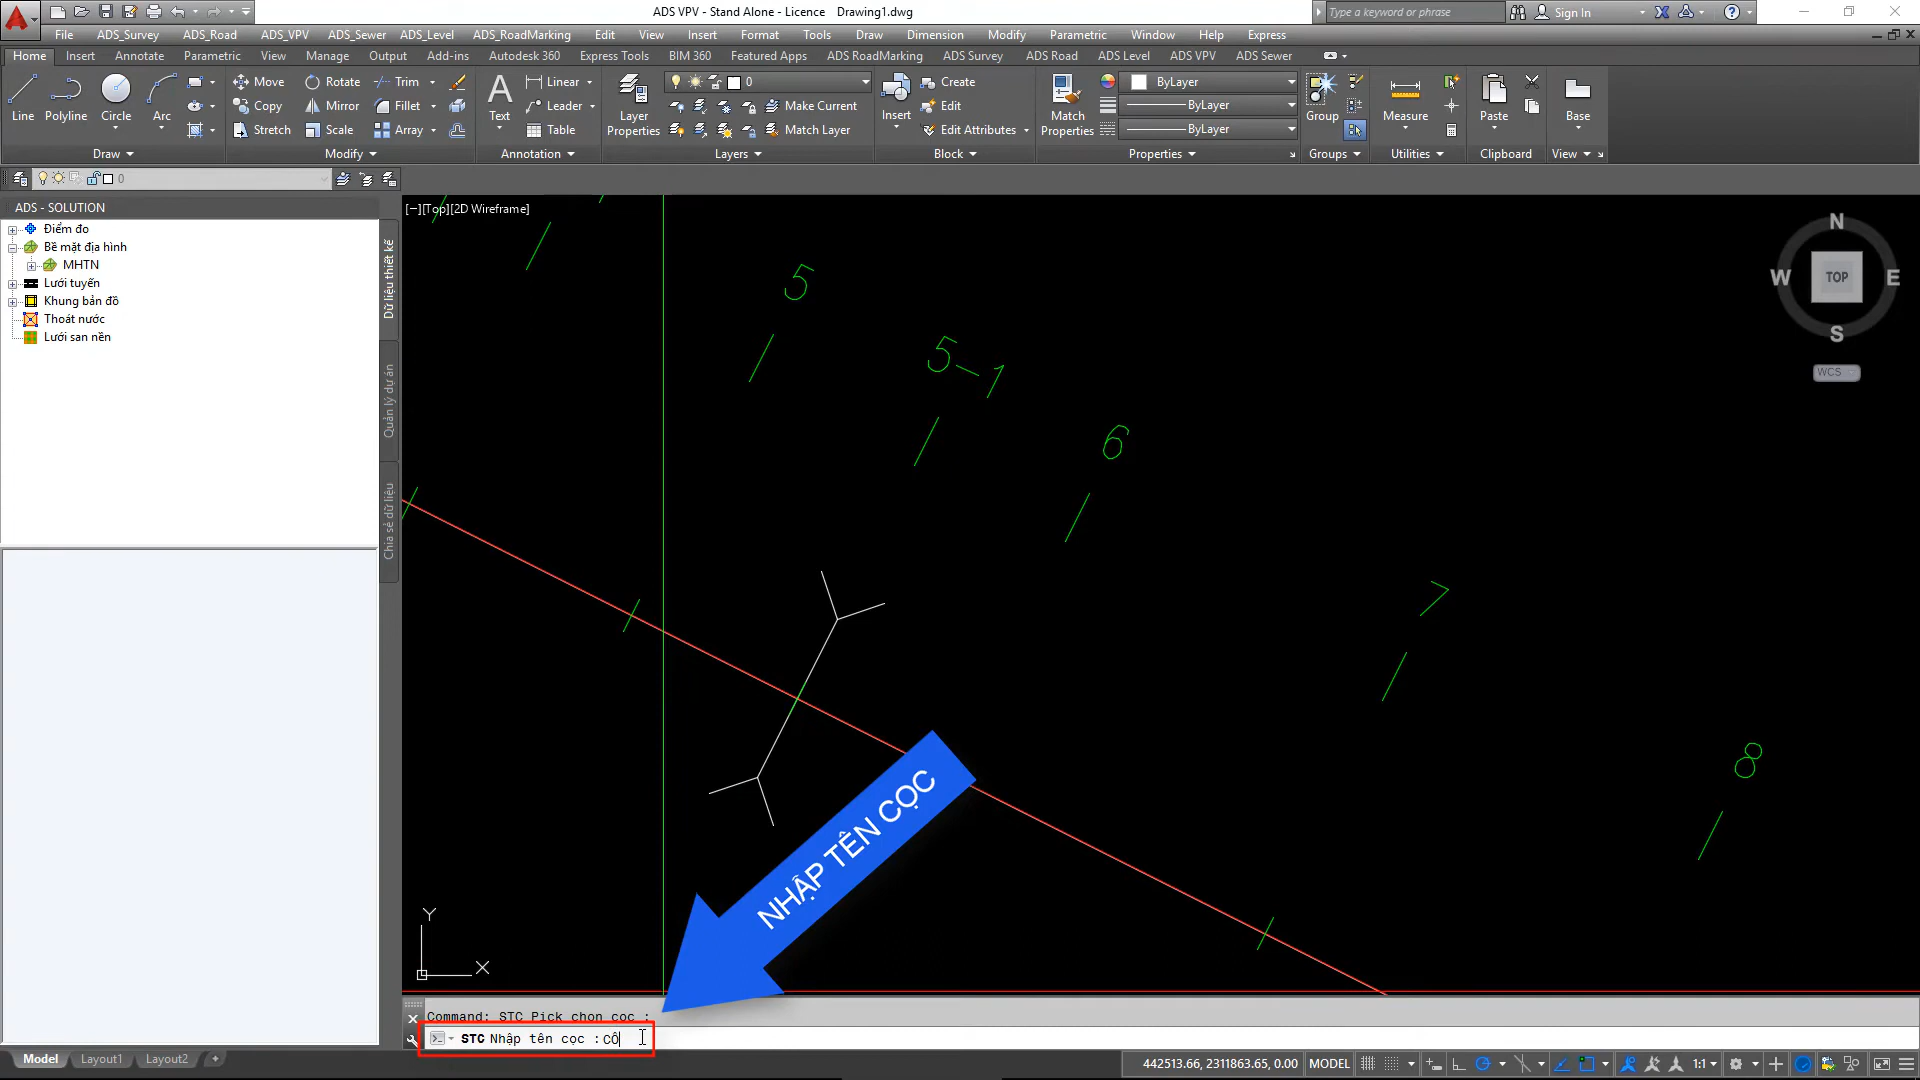 ADS VPV - Stand Alone - Licence Drawing1.dwg
Type a keyword or phrase
Sign In
File ADS_Survey ADS_Road ADS_VPV ADS_Sewer ADS_Level ADS_RoadMarking Edit View Insert Format Tools Draw Dimension Modify Parametric Window Help Express
Home Insert Annotate Parametric View Manage Output Add-ins Autodesk 360 Express Tools BIM 360 Featured Apps ADS RoadMarking ADS Survey ADS Road ADS Level ADS VPV ADS Sewer
Line Polyline Circle Arc
Move Rotate Trim
Copy Mirror Fillet
Stretch Scale Array
Text
Linear
Leader
Table
Layer Properties
0
Make Current
Match Layer
Insert
Create
Edit
Edit Attributes
Match Properties
ByLayer
ByLayer
ByLayer
Group
Measure
Paste
Base
Draw Modify Annotation Layers Block Properties Groups Utilities Clipboard View
0
ADS - SOLUTION
Điểm đo
Bề mặt địa hình
MHTN
Lưới tuyến
Khung bản đồ
Thoát nước
Lưới san nền
Dữ liệu thiết kế
Quản lý dự án
Chia sẻ dữ liệu
[−][Top][2D Wireframe]
5
5-1
6
7
8
N
W TOP E
S
WCS
NHẬP TÊN CỌC
Y
X
Command: STC Pick chon coc :
STC Nhập tên cọc :CÔ
Model Layout1 Layout2 +
442513.66, 2311863.65, 0.00 MODEL
1:1